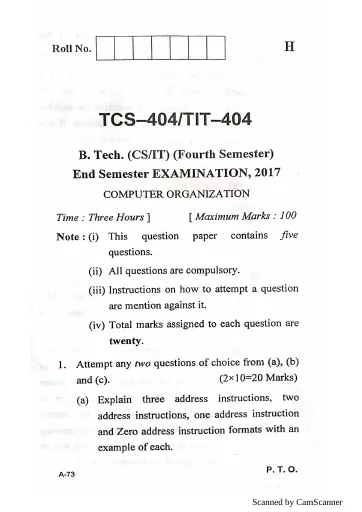 Roll No. H
TCS–404/TIT–404
B. Tech. (CS/IT) (Fourth Semester)
End Semester EXAMINATION, 2017
COMPUTER ORGANIZATION
Time : Three Hours ] [ Maximum Marks : 100
Note : (i) This question paper contains five
questions.
(ii) All questions are compulsory.
(iii) Instructions on how to attempt a question
are mention against it.
(iv) Total marks assigned to each question are
twenty.
1. Attempt any two questions of choice from (a), (b)
and (c). (2×10=20 Marks)
(a) Explain three address instructions, two
address instructions, one address instruction
and Zero address instruction formats with an
example of each.
A-73 P. T. O.
Scanned by CamScanner